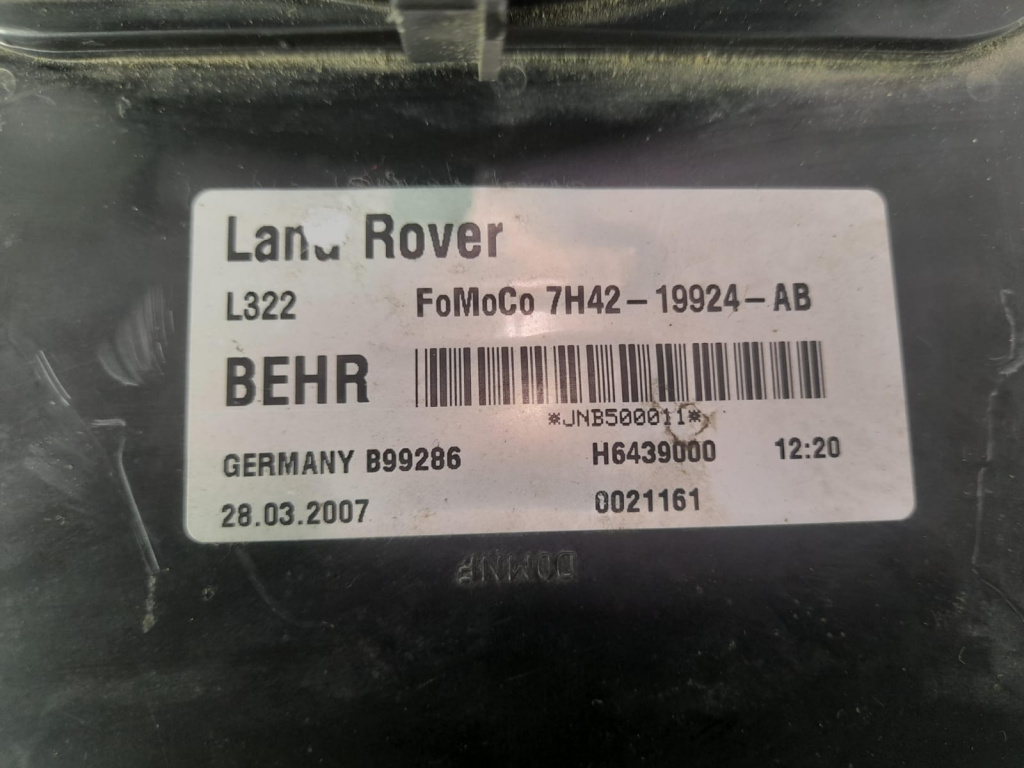 Land Rover
L322 FoMoCo 7H42-19924-AB
BEHR
*JNB500011*
GERMANY B99286 H6439000 12:20
28.03.2007 0021161